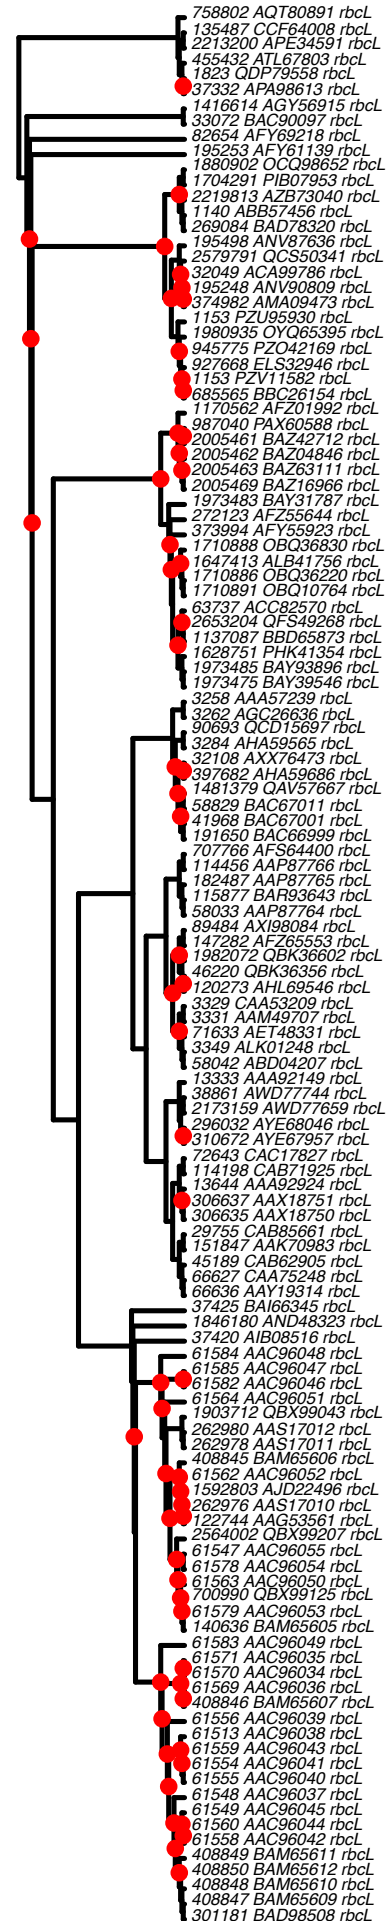 758802 AQT80891 rbcL
135487 CCF64008 rbcL
2213200 APE34591 rbcL
455432 ATL67803 rbcL
1823 QDP79558 rbcL
37332 APA98613 rbcL
1416614 AGY56915 rbcL
33072 BAC90097 rbcL
82654 AFY69218 rbcL
195253 AFY61139 rbcL
1880902 OCQ98652 rbcL
1704291 PIB07953 rbcL
2219813 AZB73040 rbcL
1140 ABB57456 rbcL
269084 BAD78320 rbcL
195498 ANV87636 rbcL
2579791 QCS50341 rbcL
32049 ACA99786 rbcL
195248 ANV90809 rbcL
374982 AMA09473 rbcL
1153 PZU95930 rbcL
1980935 OYQ65395 rbcL
945775 PZO42169 rbcL
927668 ELS32946 rbcL
1153 PZV11582 rbcL
685565 BBC26154 rbcL
1170562 AFZ01992 rbcL
987040 PAX60588 rbcL
2005461 BAZ42712 rbcL
2005462 BAZ04846 rbcL
2005463 BAZ63111 rbcL
2005469 BAZ16966 rbcL
1973483 BAY31787 rbcL
272123 AFZ55644 rbcL
373994 AFY55923 rbcL
1710888 OBQ36830 rbcL
1647413 ALB41756 rbcL
1710886 OBQ36220 rbcL
1710891 OBQ10764 rbcL
63737 ACC82570 rbcL
2653204 QFS49268 rbcL
1137087 BBD65873 rbcL
1628751 PHK41354 rbcL
1973485 BAY93896 rbcL
1973475 BAY39546 rbcL
3258 AAA57239 rbcL
3262 AGC26636 rbcL
90693 QCD15697 rbcL
3284 AHA59565 rbcL
32108 AXX76473 rbcL
397682 AHA59686 rbcL
1481379 QAV57667 rbcL
58829 BAC67011 rbcL
41968 BAC67001 rbcL
191650 BAC66999 rbcL
707766 AFS64400 rbcL
114456 AAP87766 rbcL
182487 AAP87765 rbcL
115877 BAR93643 rbcL
58033 AAP87764 rbcL
89484 AXI98084 rbcL
147282 AFZ65553 rbcL
1982072 QBK36602 rbcL
46220 QBK36356 rbcL
120273 AHL69546 rbcL
3329 CAA53209 rbcL
3331 AAM49707 rbcL
71633 AET48331 rbcL
3349 ALK01248 rbcL
58042 ABD04207 rbcL
13333 AAA92149 rbcL
38861 AWD77744 rbcL
2173159 AWD77659 rbcL
296032 AYE68046 rbcL
310672 AYE67957 rbcL
72643 CAC17827 rbcL
114198 CAB71925 rbcL
13644 AAA92924 rbcL
306637 AAX18751 rbcL
306635 AAX18750 rbcL
29755 CAB85661 rbcL
151847 AAK70983 rbcL
45189 CAB62905 rbcL
66627 CAA75248 rbcL
66636 AAY19314 rbcL
37425 BAI66345 rbcL
1846180 AND48323 rbcL
37420 AIB08516 rbcL
61584 AAC96048 rbcL
61585 AAC96047 rbcL
61582 AAC96046 rbcL
61564 AAC96051 rbcL
1903712 QBX99043 rbcL
262980 AAS17012 rbcL
262978 AAS17011 rbcL
408845 BAM65606 rbcL
61562 AAC96052 rbcL
1592803 AJD22496 rbcL
262976 AAS17010 rbcL
122744 AAG53561 rbcL
2564002 QBX99207 rbcL
61547 AAC96055 rbcL
61578 AAC96054 rbcL
61563 AAC96050 rbcL
700990 QBX99125 rbcL
61579 AAC96053 rbcL
140636 BAM65605 rbcL
61583 AAC96049 rbcL
61571 AAC96035 rbcL
61570 AAC96034 rbcL
61569 AAC96036 rbcL
408846 BAM65607 rbcL
61556 AAC96039 rbcL
61513 AAC96038 rbcL
61559 AAC96043 rbcL
61554 AAC96041 rbcL
61555 AAC96040 rbcL
61548 AAC96037 rbcL
61549 AAC96045 rbcL
61560 AAC96044 rbcL
61558 AAC96042 rbcL
408849 BAM65611 rbcL
408850 BAM65612 rbcL
408848 BAM65610 rbcL
408847 BAM65609 rbcL
301181 BAD98508 rbcL